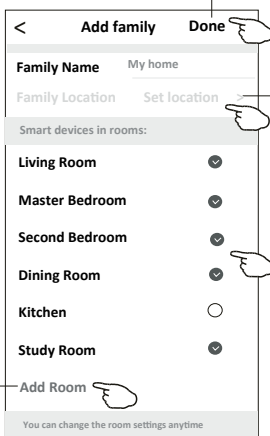 < Add family Done
Family Name My home
Family Location Set location >
Smart devices in rooms:
Living Room
Master Bedroom
Second Bedroom
Dining Room
Kitchen
Study Room
Add Room
You can change the room settings anytime